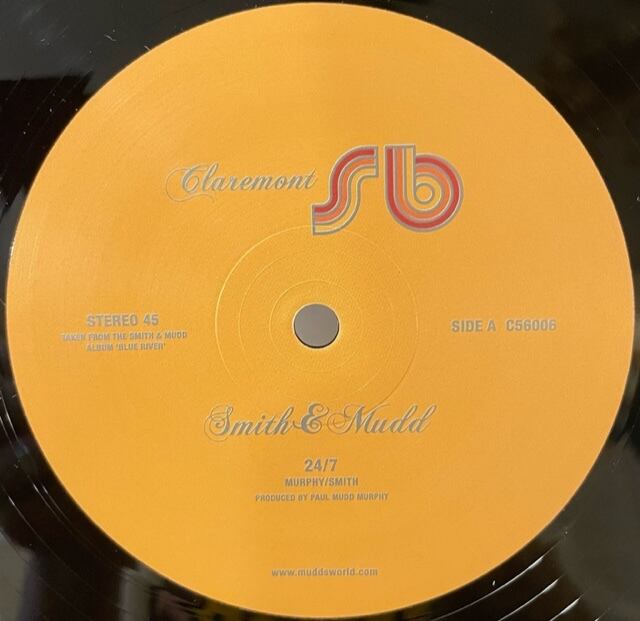 Claremont 56
STEREO 45
TAKEN FROM THE SMITH & MUDD
ALBUM 'BLUE RIVER'
SIDE A C56006
Smith & Mudd
24/7
MURPHY/SMITH
PRODUCED BY PAUL MUDD MURPHY
www.muddsworld.com